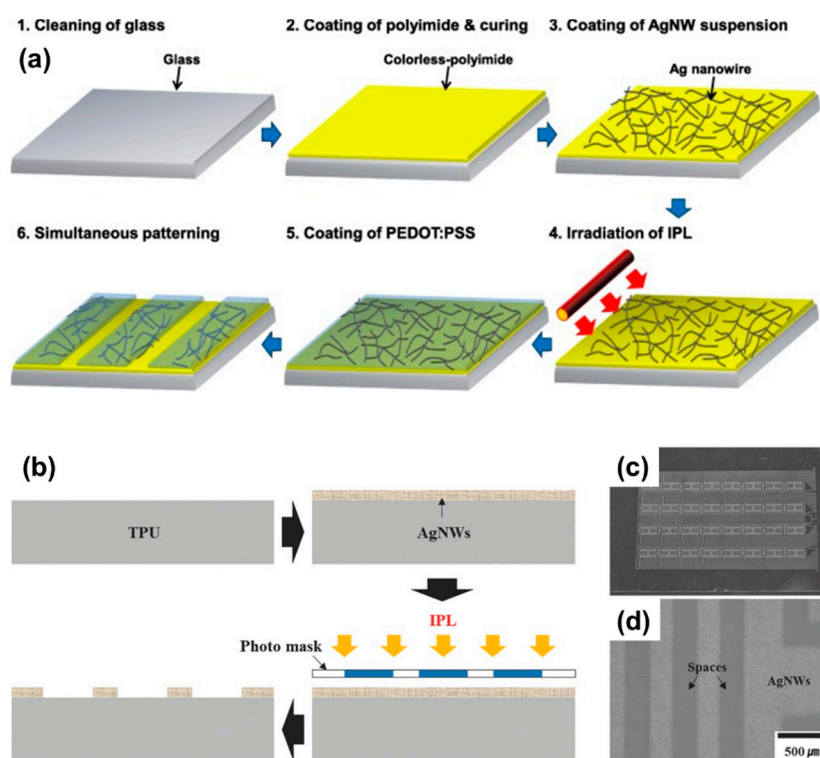 1. Cleaning of glass
2. Coating of polyimide & curing
3. Coating of AgNW suspension
(a)
Glass
Colorless-polyimide
Ag nanowire
6. Simultaneous patterning
5. Coating of PEDOT:PSS
4. Irradiation of IPL
(b)
TPU
AgNWs
IPL
Photo mask
(c)
(d)
Spaces
AgNWs
500 μm